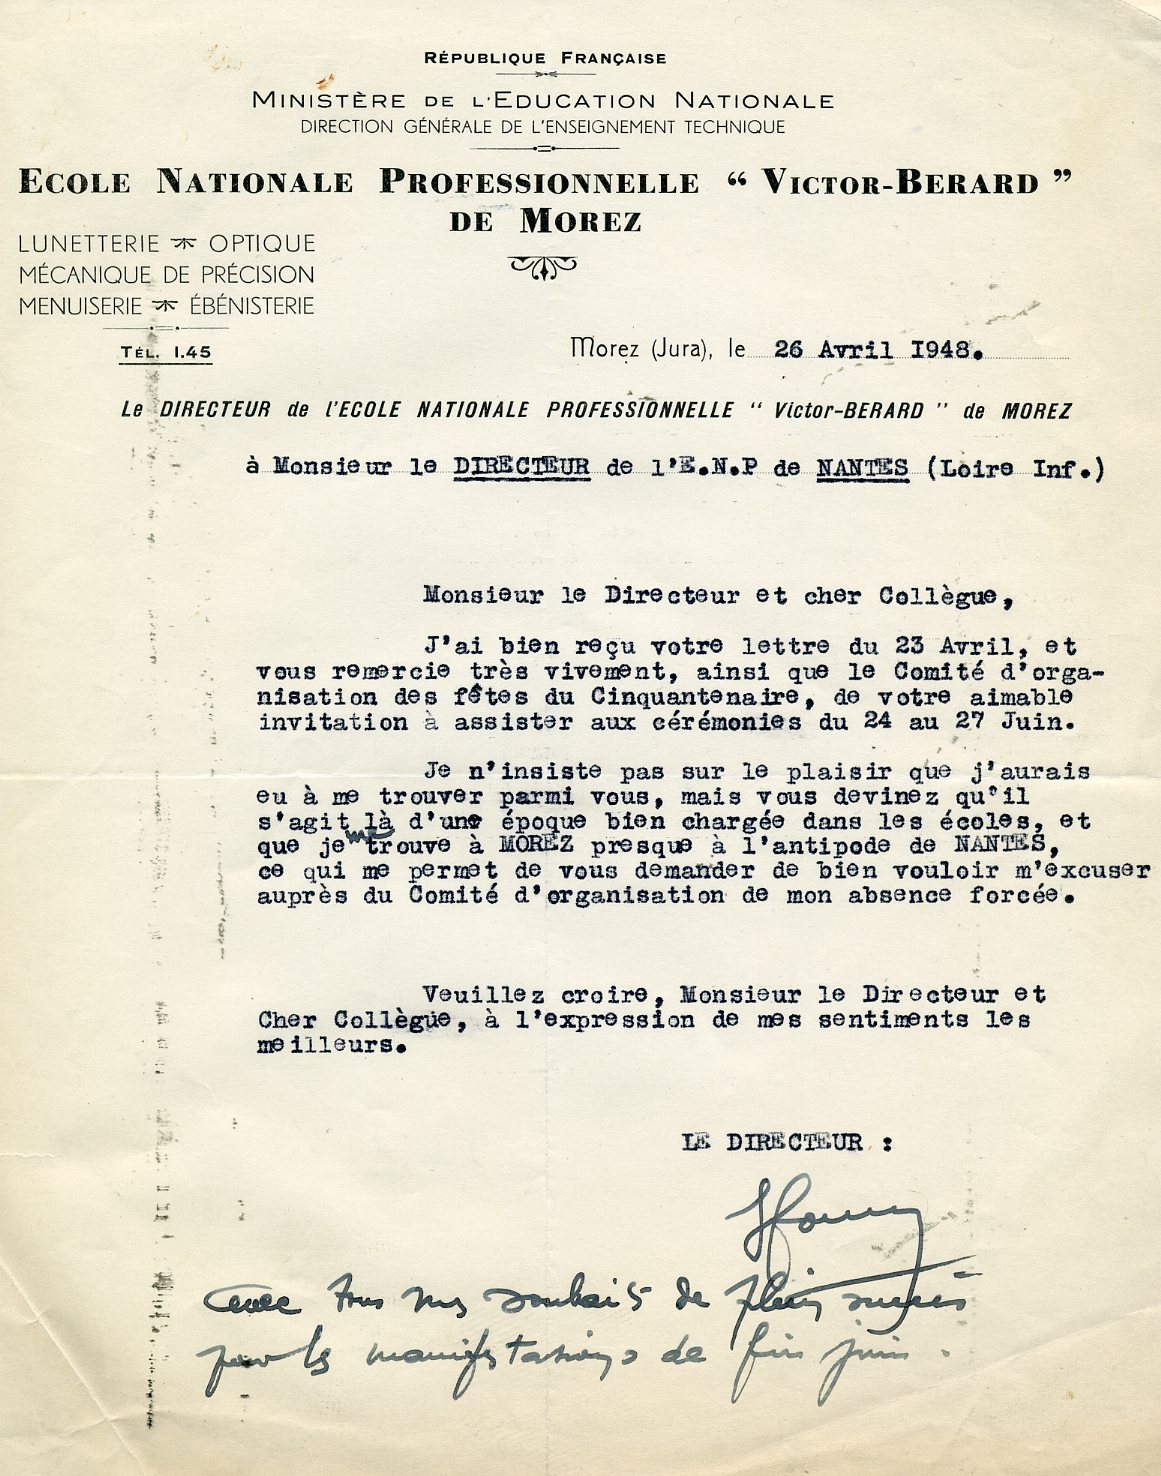 RÉPUBLIQUE FRANÇAISE
MINISTÈRE DE L'EDUCATION NATIONALE
DIRECTION GÉNÉRALE DE L'ENSEIGNEMENT TECHNIQUE
ECOLE NATIONALE PROFESSIONNELLE “ VICTOR-BERARD ”
DE MOREZ
LUNETTERIE OPTIQUE
MÉCANIQUE DE PRÉCISION
MENUISERIE ÉBÉNISTERIE
TÉL. 1.45
Morez (Jura), le 26 Avril 1948.
Le DIRECTEUR de l'ECOLE NATIONALE PROFESSIONNELLE “ Victor-BERARD ” de MOREZ
à Monsieur le DIRECTEUR de l'E.N.P de NANTES (Loire Inf.)
Monsieur le Directeur et cher Collègue,
J'ai bien reçu votre lettre du 23 Avril, et
vous remercie très vivement, ainsi que le Comité d'orga-
nisation des fêtes du Cinquantenaire, de votre aimable
invitation à assister aux cérémonies du 24 au 27 Juin.
Je n'insiste pas sur le plaisir que j'aurais
eu à me trouver parmi vous, mais vous devinez qu'il
s'agit là d'une époque bien chargée dans les écoles, et
que je me trouve à MOREZ presque à l'antipode de NANTES,
ce qui me permet de vous demander de bien vouloir m'excuser
auprès du Comité d'organisation de mon absence forcée.
Veuillez croire, Monsieur le Directeur et
Cher Collègue, à l'expression de mes sentiments les
meilleurs.
LE DIRECTEUR :
avec tous mes souhaits de plein succès
pour les manifestations de fin juin.